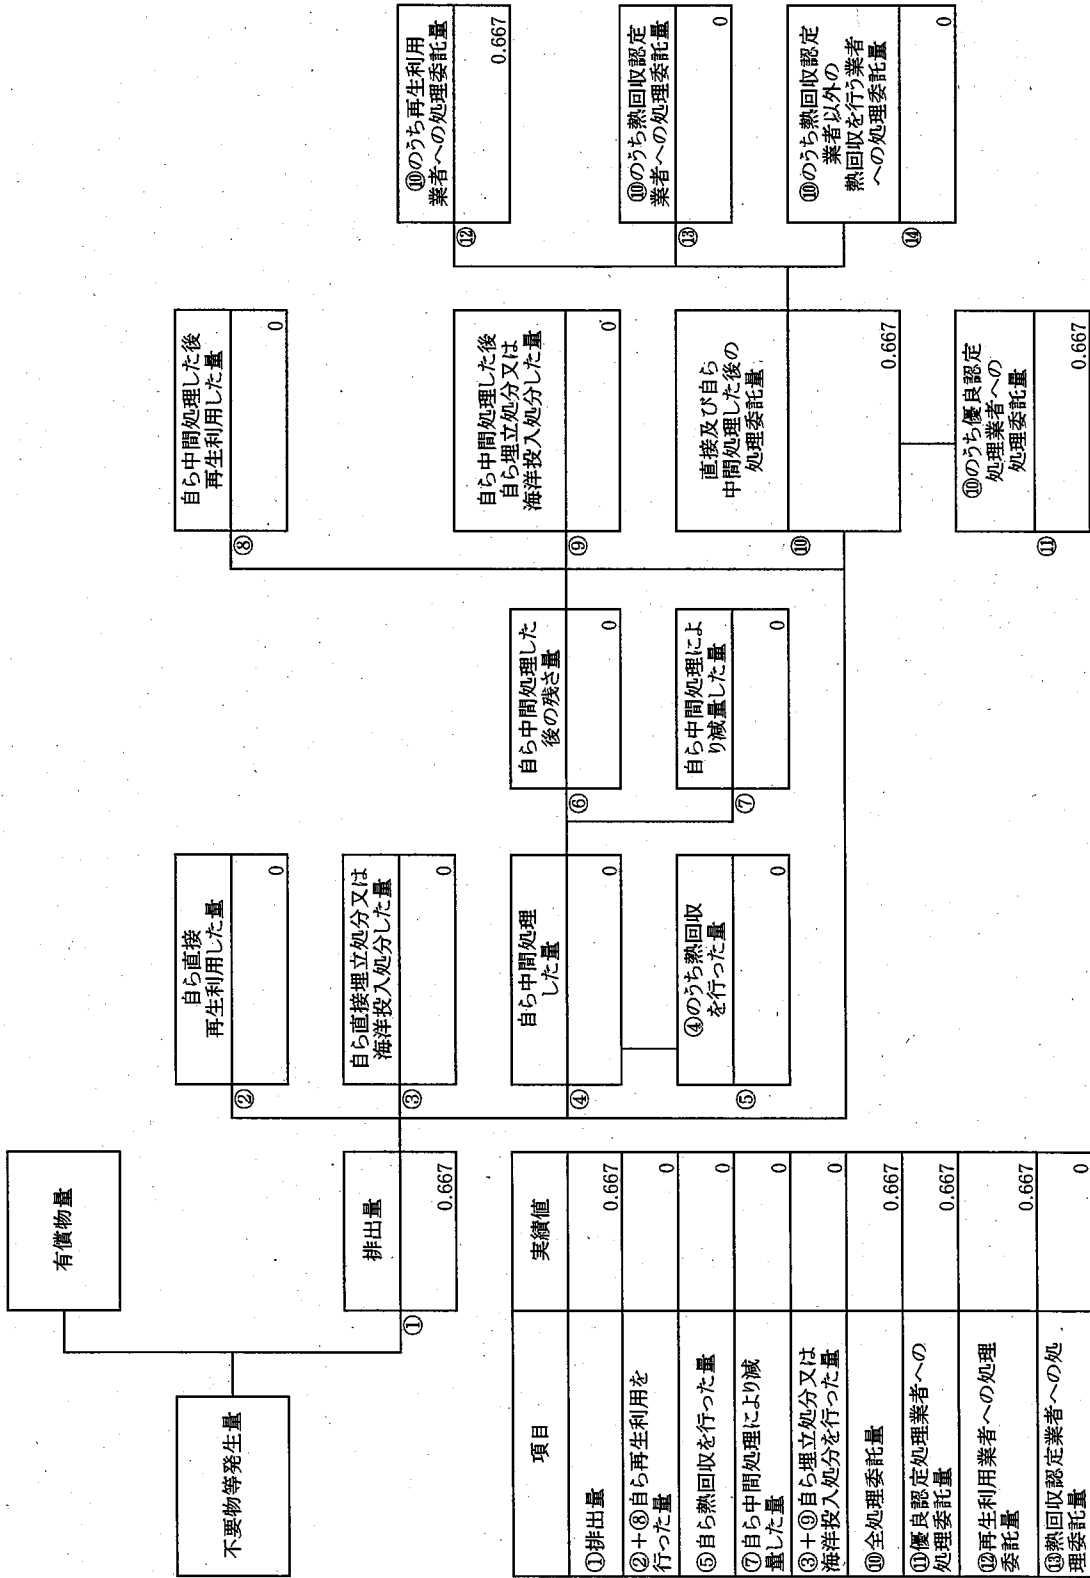 不要物等発生量
有償物量
排出量
①
0.667
自ら直接
再生利用した量
②
0
自ら直接埋立処分又は
海洋投入処分した量
③
0
自ら中間処理
した量
④
0
④のうち熱回収
を行った量
⑤
0
自ら中間処理した
後の残さ量
⑥
0
自ら中間処理によ
り減量した量
⑦
0
自ら中間処理した後
再生利用した量
⑧
0
自ら中間処理した後
自ら埋立処分又は
海洋投入処分した量
⑨
0
直接及び自ら
中間処理した後の
処理委託量
⑩
0.667
⑩のうち優良認定
処理業者への
処理委託量
⑪
0.667
⑩のうち再生利用
業者への処理委託量
⑫
0.667
⑩のうち熱回収認定
業者への処理委託量
⑬
0
⑩のうち熱回収認定
業者以外の
熱回収を行う業者
への処理委託量
⑭
0
項目 実績値
①排出量 0.667
②+⑧自ら再生利用を
行った量 0
⑤自ら熱回収を行った量 0
⑦自ら中間処理により減
量した量 0
③+⑨自ら埋立処分又は
海洋投入処分を行った量 0
⑩全処理委託量 0.667
⑪優良認定処理業者への
処理委託量 0.667
⑫再生利用業者への処理
委託量 0.667
⑬熱回収認定業者への処
理委託量 0